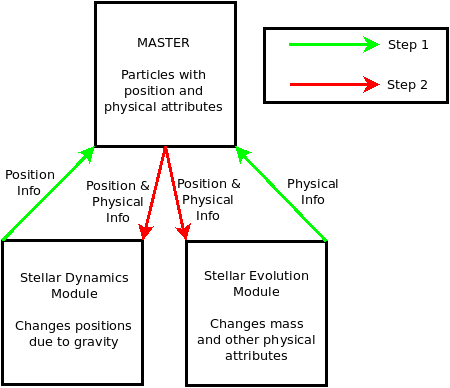 MASTER
Particles with
position and
physical attributes
Step 1
Step 2
Position
Info
Position &
Physical
Info
Position &
Physical
Info
Physical
Info
Stellar Dynamics
Module
Changes positions
due to gravity
Stellar Evolution
Module
Changes mass
and other physical
attributes